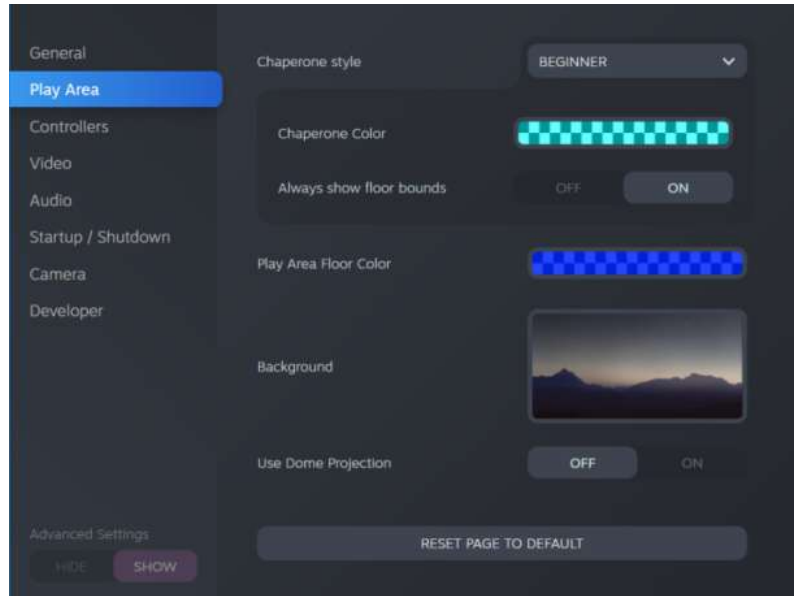 General
Play Area
Controllers
Video
Audio
Startup / Shutdown
Camera
Developer
Advanced Settings
HIDE SHOW
Chaperone style BEGINNER
Chaperone Color
Always show floor bounds OFF ON
Play Area Floor Color
Background
Use Dome Projection OFF ON
RESET PAGE TO DEFAULT